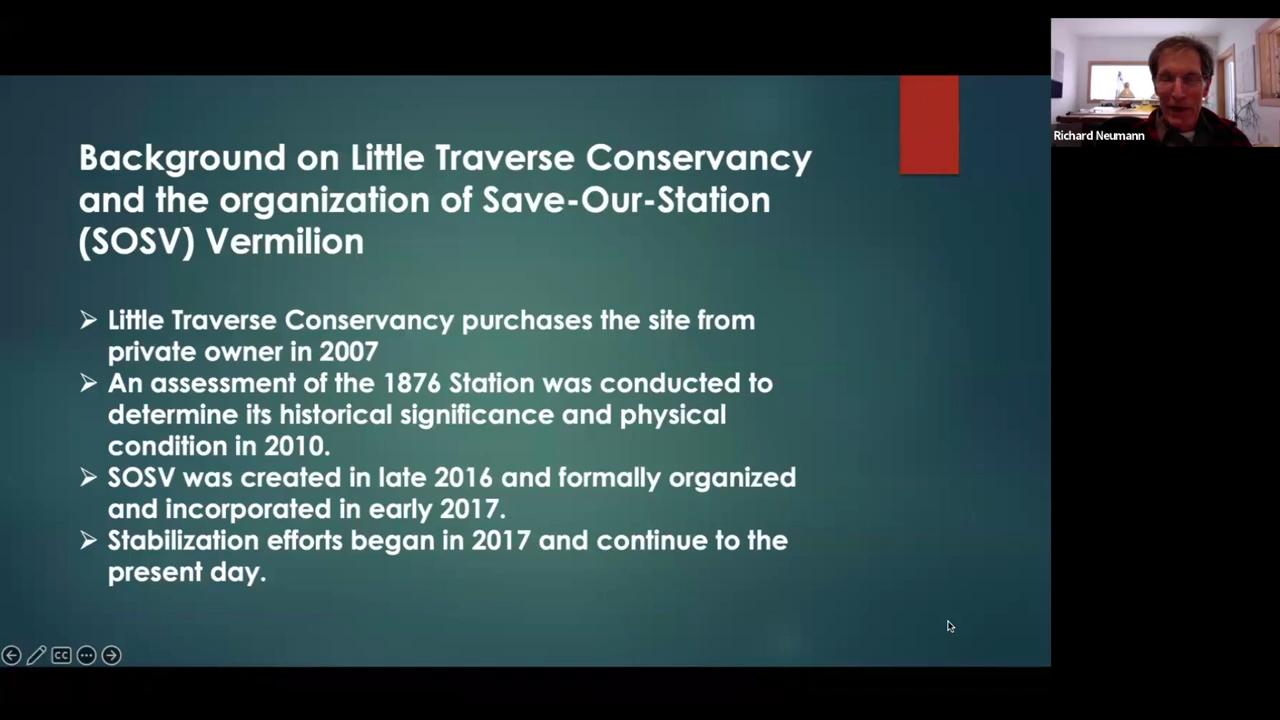 Background on Little Traverse Conservancy
and the organization of Save-Our-Station
(SOSV) Vermilion
Little Traverse Conservancy purchases the site from
private owner in 2007
An assessment of the 1876 Station was conducted to
determine its historical significance and physical
condition in 2010.
SOSV was created in late 2016 and formally organized
and incorporated in early 2017.
Stabilization efforts began in 2017 and continue to the
present day.
CC
Richard Neumann